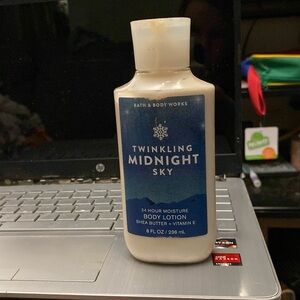 BATH & BODY WORKS
TWINKLING
MIDNIGHT
SKY
24 HOUR MOISTURE
BODY LOTION
SHEA BUTTER + VITAMIN E
8 FL OZ / 236 mL